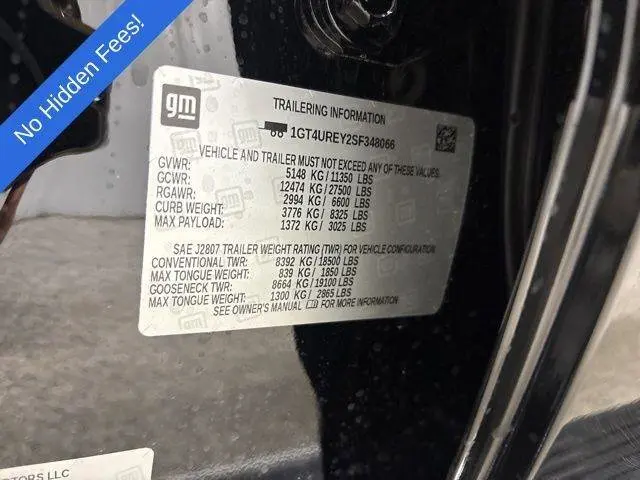 No Hidden Fees!
gm
TRAILERING INFORMATION
1GT4UREY2SF348066
VEHICLE AND TRAILER MUST NOT EXCEED ANY OF THESE VALUES
GVWR: 5148 KG/11350 LBS
GCWR: 12474 KG/27500 LBS
RGAWR: 2994 KG/ 6600 LBS
CURB WEIGHT: 3776 KG/ 8325 LBS
MAX PAYLOAD: 1372 KG/ 3025 LBS
SAE J2807 TRAILER WEIGHT RATING (TWR) FOR VEHICLE CONFIGURATION
CONVENTIONAL TWR: 8392 KG/18500 LBS
MAX TONGUE WEIGHT: 839 KG/ 1850 LBS
GOOSENECK TWR: 8664 KG/19100 LBS
MAX TONGUE WEIGHT: 1300 KG/ 2865 LBS
SEE OWNER'S MANUAL FOR MORE INFORMATION
OTORS LLC